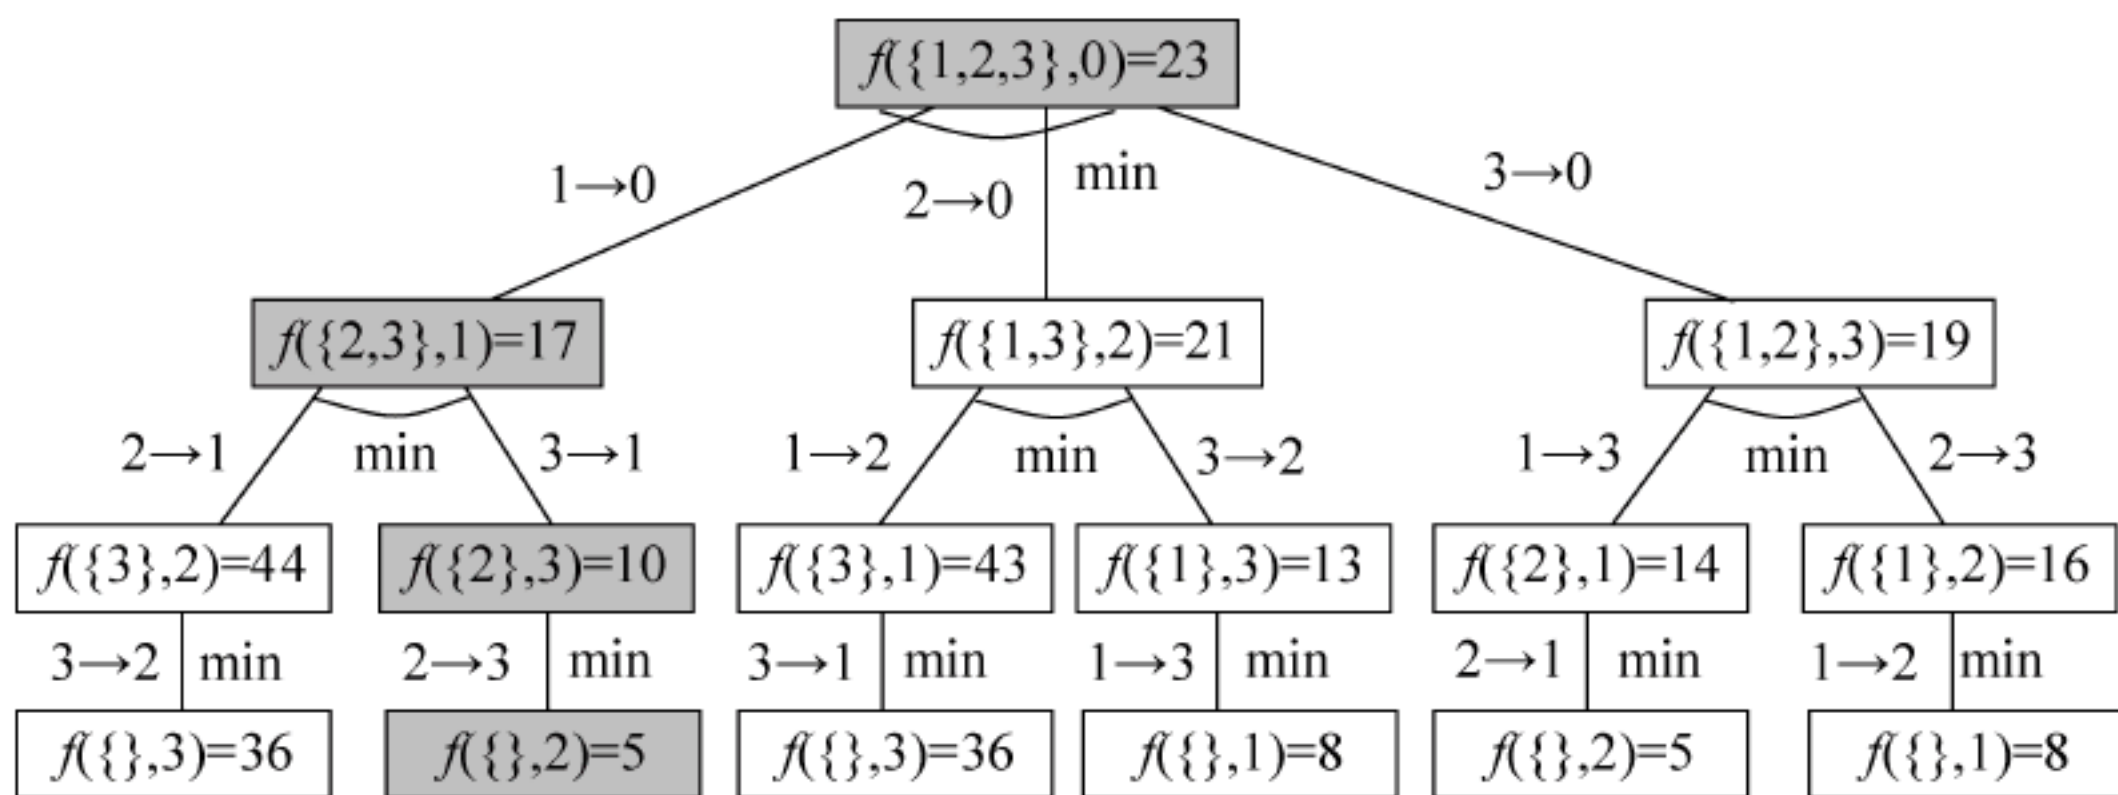 f({1,2,3},0)=23
1→0 2→0 min 3→0
f({2,3},1)=17 f({1,3},2)=21 f({1,2},3)=19
2→1 min 3→1 1→2 min 3→2 1→3 min 2→3
f({3},2)=44 f({2},3)=10 f({3},1)=43 f({1},3)=13 f({2},1)=14 f({1},2)=16
3→2 min 2→3 min 3→1 min 1→3 min 2→1 min 1→2 min
f({},3)=36 f({},2)=5 f({},3)=36 f({},1)=8 f({},2)=5 f({},1)=8